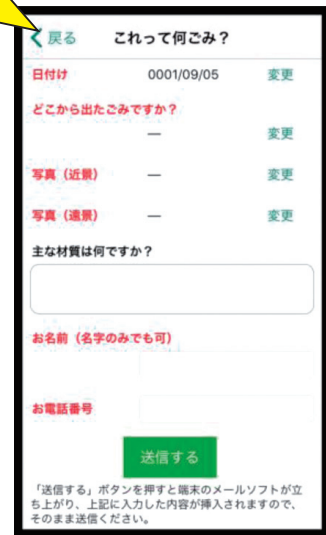 戻る これって何ごみ？
日付け 0001/09/05 変更
どこから出たごみですか？
— 変更
写真（近景） — 変更
写真（遠景） — 変更
主な材質は何ですか？
お名前（名字のみでも可）
お電話番号
送信する
「送信する」ボタンを押すと端末のメールソフトが立
ち上がり、上記に入力した内容が挿入されますので、
そのまま送信ください。